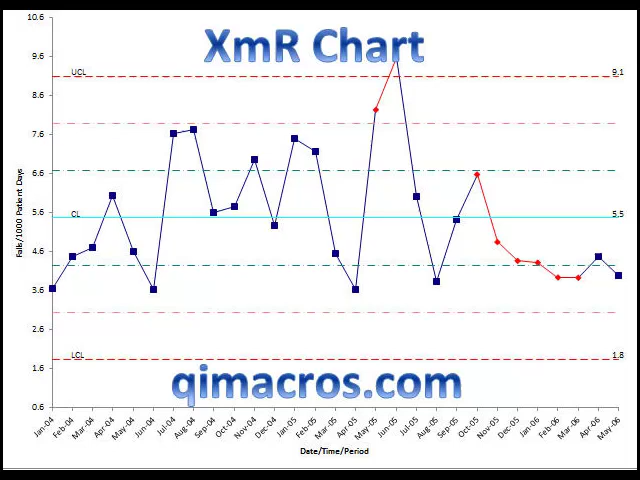 XmR Chart
10.6
9.6
8.6
7.6
6.6
5.6
4.6
3.6
2.6
1.6
0.6
Falls/1000 Patient Days
UCL 9.1
CL 5.5
LCL 1.8
qimacros.com
Jan-04 Feb-04 Mar-04 Apr-04 May-04 Jun-04 Jul-04 Aug-04 Sep-04 Oct-04 Nov-04 Dec-04 Jan-05 Feb-05 Mar-05 Apr-05 May-05 Jun-05 Jul-05 Aug-05 Sep-05 Oct-05 Nov-05 Dec-05 Jan-06 Feb-06 Mar-06 Apr-06 May-06
Date/Time/Period